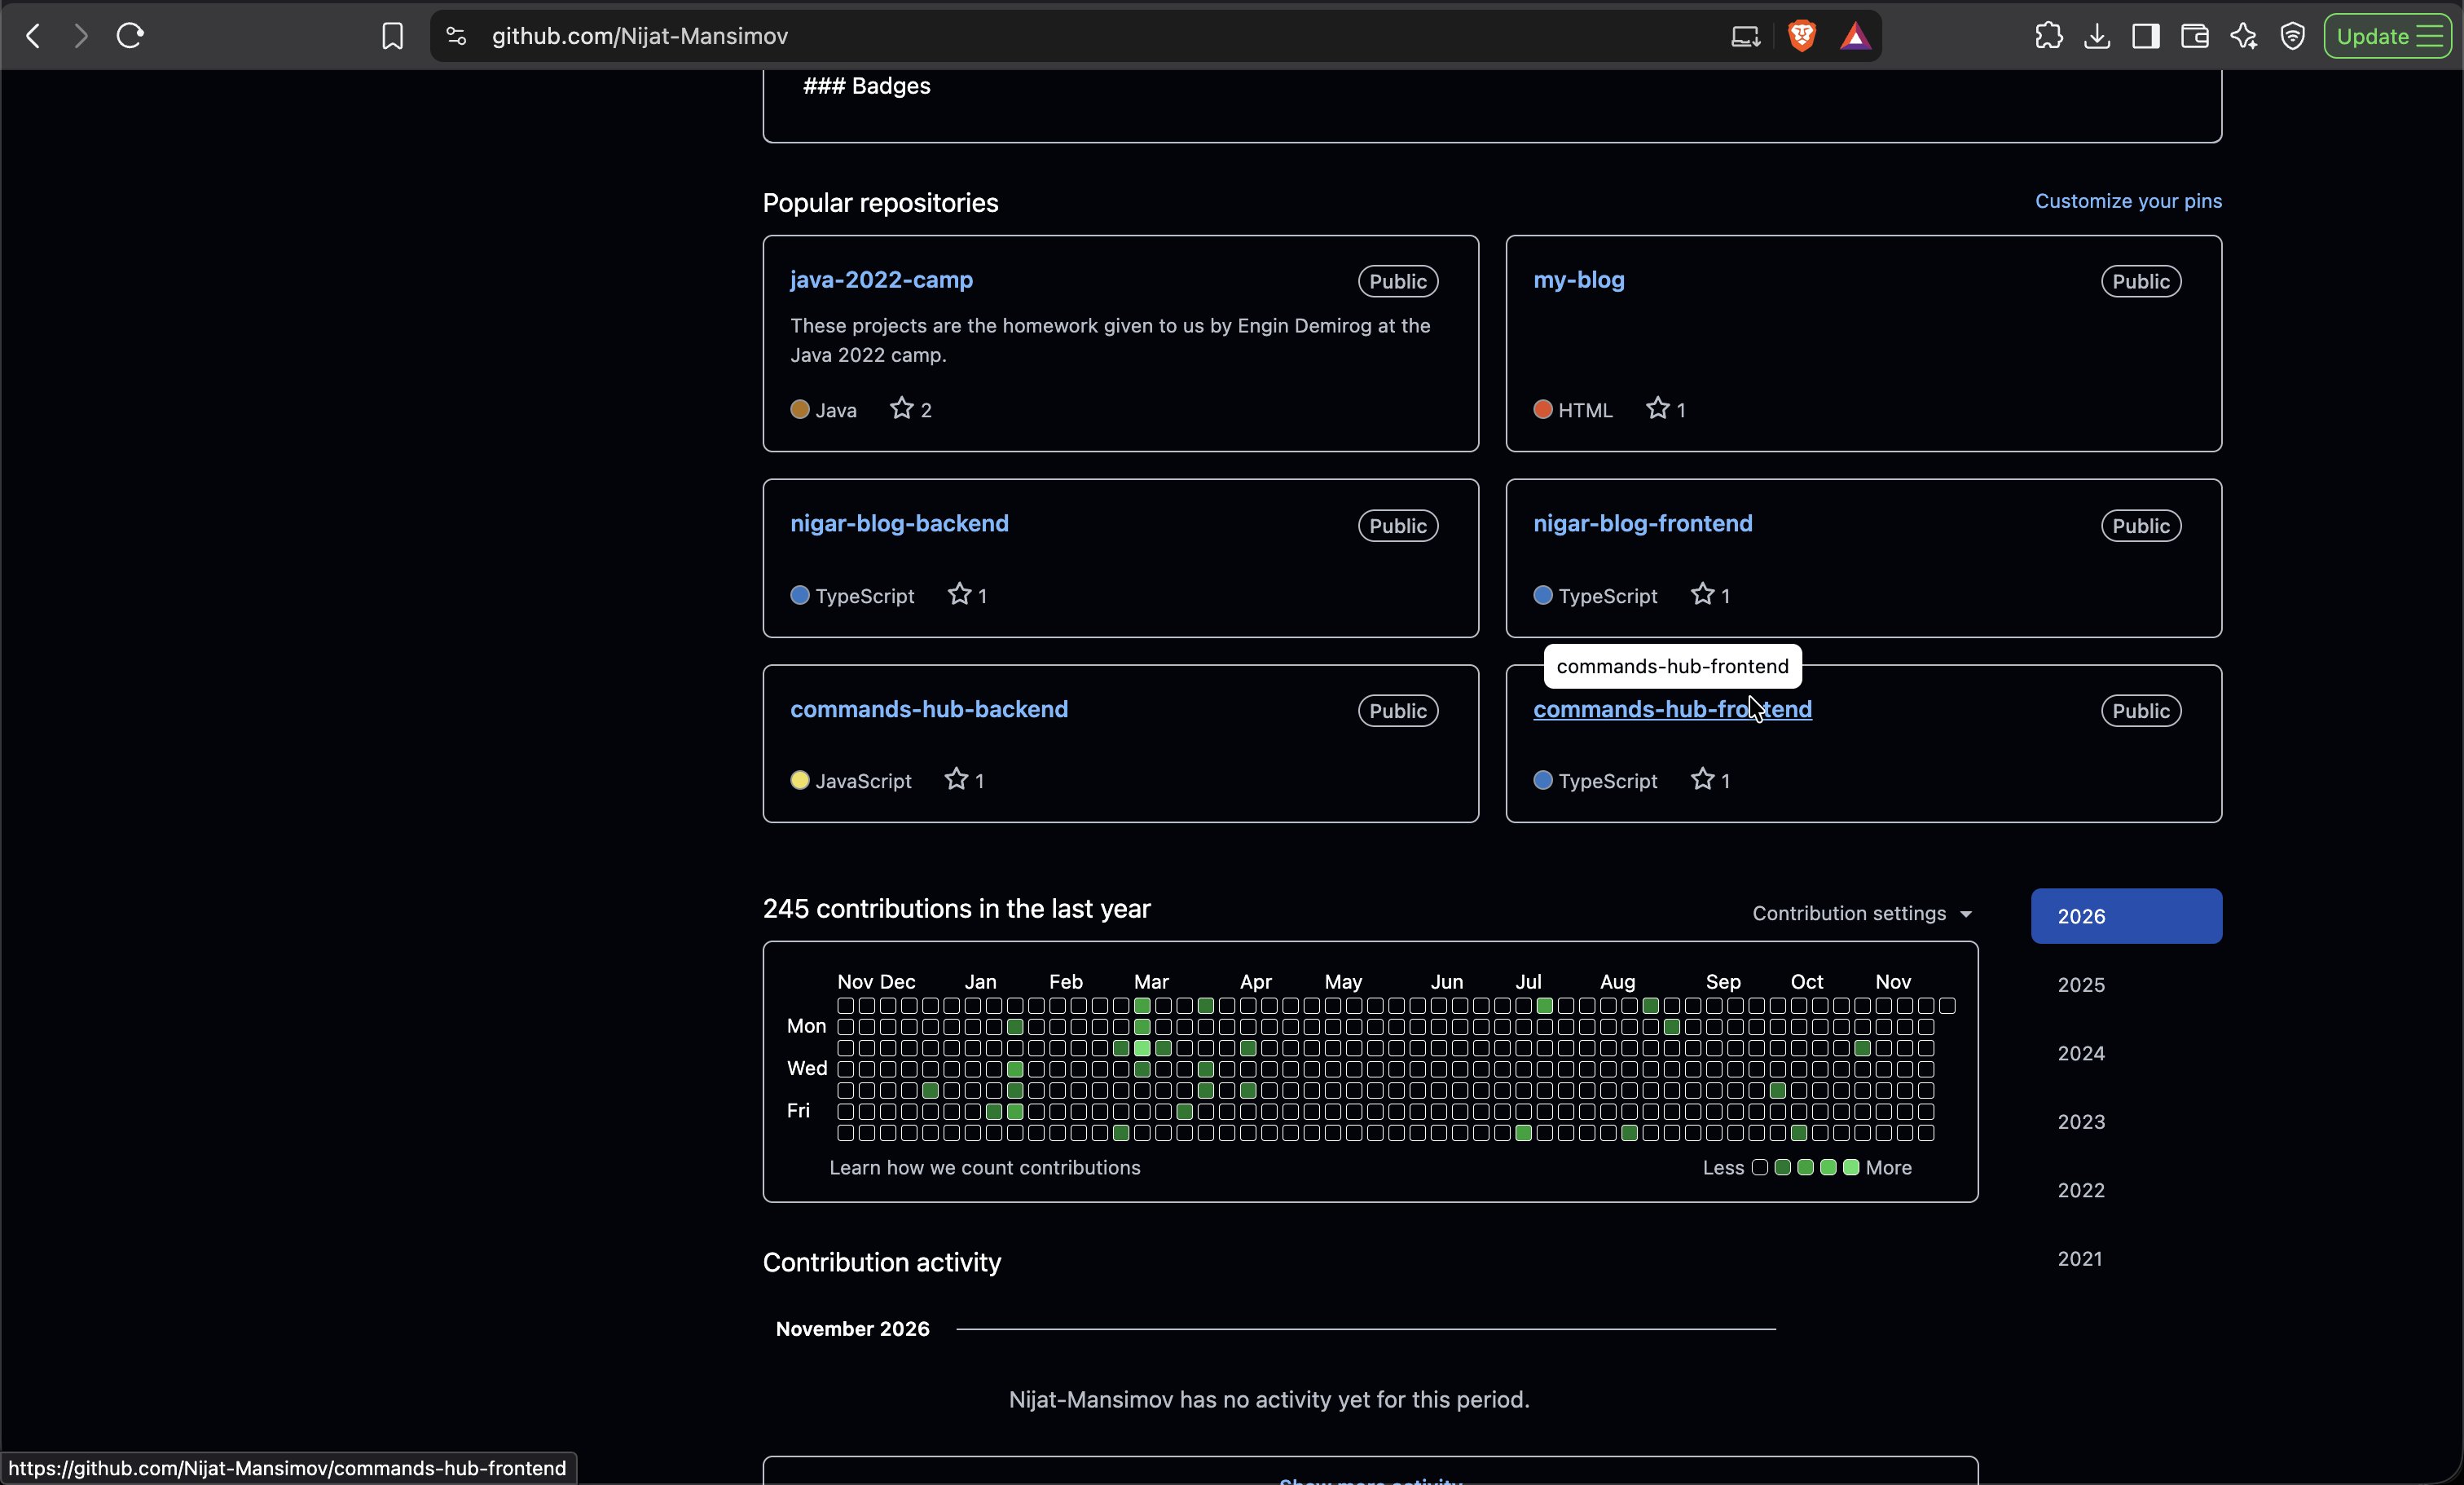 github.com/Nijat-Mansimov
Update
### Badges
Popular repositories
Customize your pins
java-2022-camp
Public
These projects are the homework given to us by Engin Demirog at the
Java 2022 camp.
Java
2
my-blog
Public
HTML
1
nigar-blog-backend
Public
TypeScript
1
nigar-blog-frontend
Public
TypeScript
1
commands-hub-frontend
commands-hub-backend
Public
JavaScript
1
commands-hub-frontend
Public
TypeScript
1
245 contributions in the last year
Contribution settings
2026
2025
2024
2023
2022
2021
Nov Dec Jan Feb Mar Apr May Jun Jul Aug Sep Oct Nov
Mon
Wed
Fri
Learn how we count contributions
Less
More
Contribution activity
November 2026
Nijat-Mansimov has no activity yet for this period.
Show more activity
https://github.com/Nijat-Mansimov/commands-hub-frontend